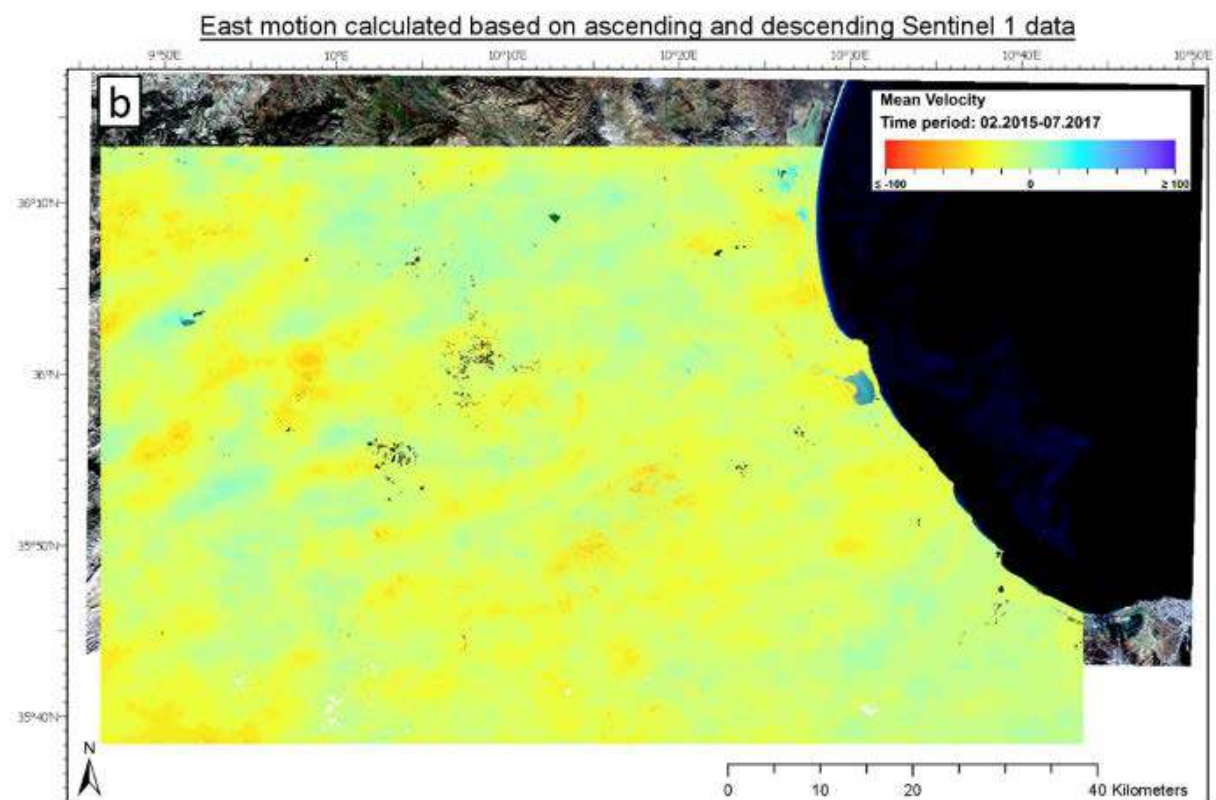 East motion calculated based on ascending and descending Sentinel 1 data
9°50'E 10°E 10°10'E 10°20'E 10°30'E 10°40'E 10°50'E
b
Mean Velocity
Time period: 02.2015-07.2017
≤ -100 0 ≥ 100
36°10'N
36°N
35°50'N
35°40'N
N
0 10 20 40 Kilometers